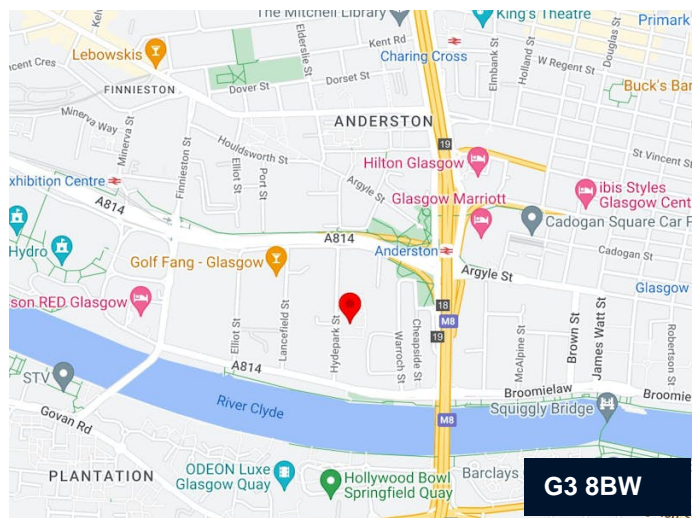 The Mitchell Library
King's Theatre
Primark
Lebowskis
Kent Rd
Elderslie St
Charing Cross
Elmbank St
Holland St
Douglas St
W Regent St
Dorset St
Dover St
FINNIESTON
Buck's Bar
Minerva Way
Minerva St
ANDERSTON
19
Houldsworth St
St Vincent S
Finnieston St
Hilton Glasgow
Elliot St
Port St
Argyle St
xhibition Centre
ibis Styles
Glasgow Cent
Glasgow Marriott
A814
Cadogan Square Car P
Hydro
A814
Cadogan St
Anderston
Golf Fang - Glasgow
Argyle St
Glasgow
son RED Glasgow
18
M8
19
Elliot St
Lancefield St
Hydepark St
Warroch St
Cheapside St
McAlpine St
Brown St
James Watt St
Robertson St
A814
STV
Broomielaw
Broomie
River Clyde
Squiggly Bridge
Govan Rd
M8
PLANTATION
ODEON Luxe
Glasgow Quay
Hollywood Bowl
Springfield Quay
Barclays
G3 8BW